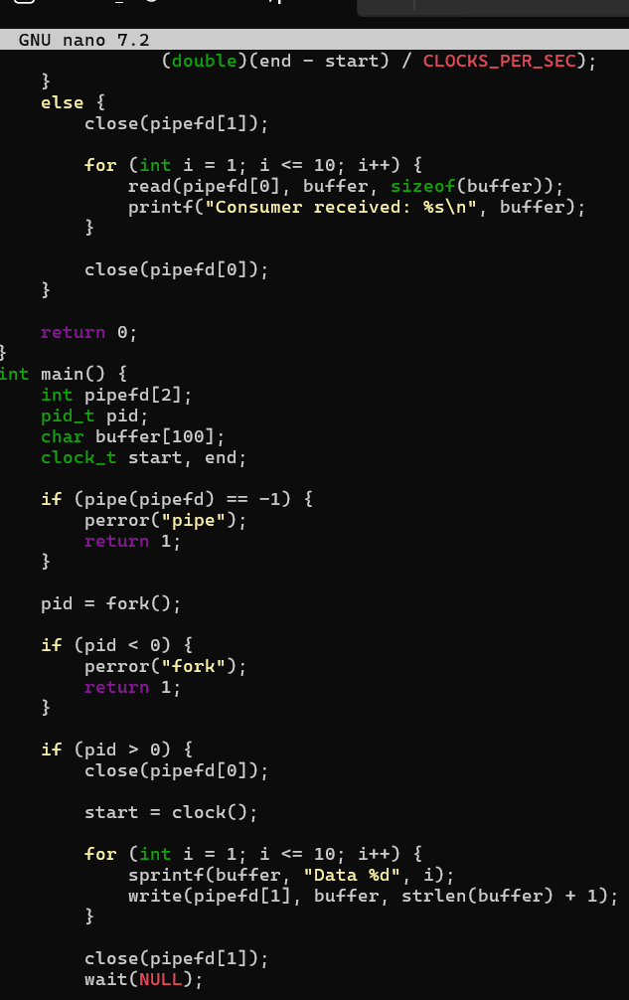 GNU nano 7.2
(double)(end - start) / CLOCKS_PER_SEC);
}
else {
close(pipefd[1]);
for (int i = 1; i <= 10; i++) {
read(pipefd[0], buffer, sizeof(buffer));
printf("Consumer received: %s\n", buffer);
}
close(pipefd[0]);
}
return 0;
}
int main() {
int pipefd[2];
pid_t pid;
char buffer[100];
clock_t start, end;
if (pipe(pipefd) == -1) {
perror("pipe");
return 1;
}
pid = fork();
if (pid < 0) {
perror("fork");
return 1;
}
if (pid > 0) {
close(pipefd[0]);
start = clock();
for (int i = 1; i <= 10; i++) {
sprintf(buffer, "Data %d", i);
write(pipefd[1], buffer, strlen(buffer) + 1);
}
close(pipefd[1]);
wait(NULL);